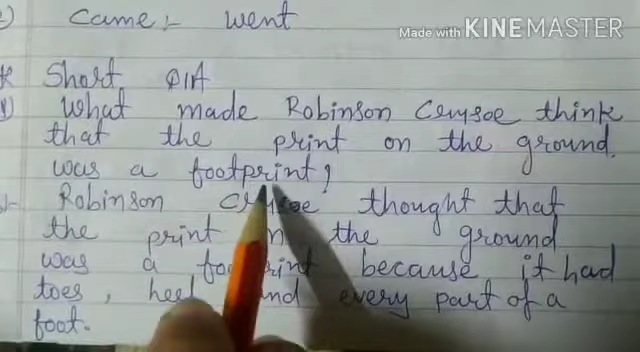 Came :- went
Made with KINEMASTER
Short Q/A
What made Robinson Crusoe think
that the print on the ground
was a footprint?
Robinson Crusoe thought that
the print on the ground
was a footprint because it had
toes, heel and every part of a
foot.